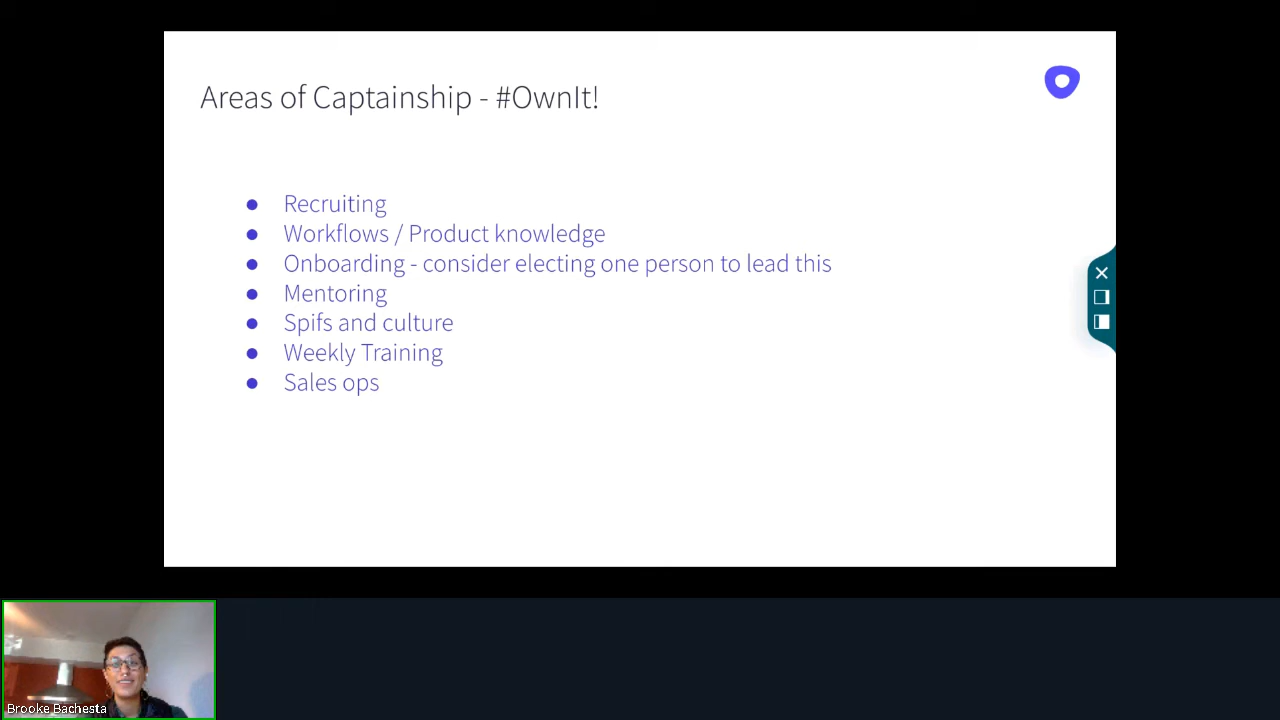 Areas of Captainship - #OwnIt!
● Recruiting
● Workflows / Product knowledge
● Onboarding - consider electing one person to lead this
● Mentoring
● Spifs and culture
● Weekly Training
● Sales ops
Brooke Bachesta